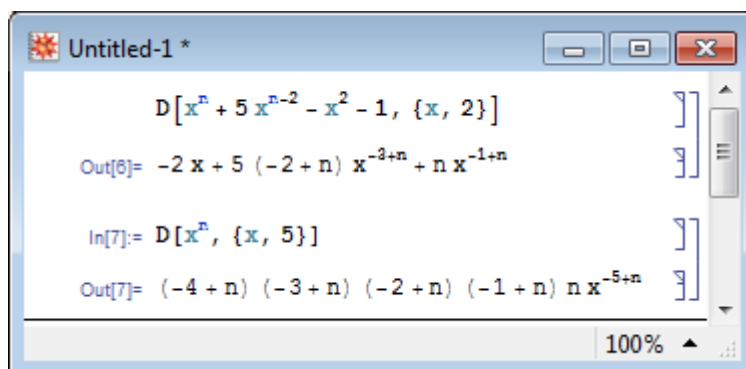 Untitled-1 *
D[x^n + 5 x^(n-2) - x^2 - 1, {x, 2}]
Out[6]= -2 x + 5 (-2 + n) x^(-3+n) + n x^(-1+n)
In[7]:= D[x^n, {x, 5}]
Out[7]= (-4 + n) (-3 + n) (-2 + n) (-1 + n) n x^(-5+n)
100%